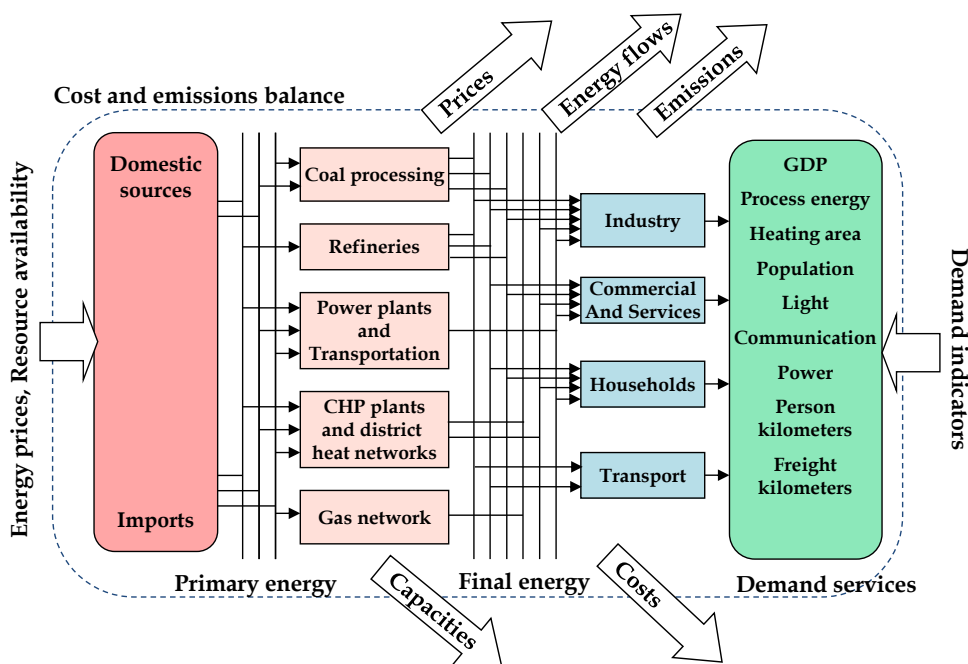 Prices
Energy flows
Emissions
Cost and emissions balance
Energy prices, Resource availability
Domestic
sources
Imports
Primary energy
Coal processing
Refineries
Power plants
and
Transportation
CHP plants
and district
heat networks
Gas network
Capacities
Final energy
Industry
Commercial
And Services
Households
Transport
Costs
GDP
Process energy
Heating area
Population
Light
Communication
Power
Person
kilometers
Freight
kilometers
Demand services
Demand indicators